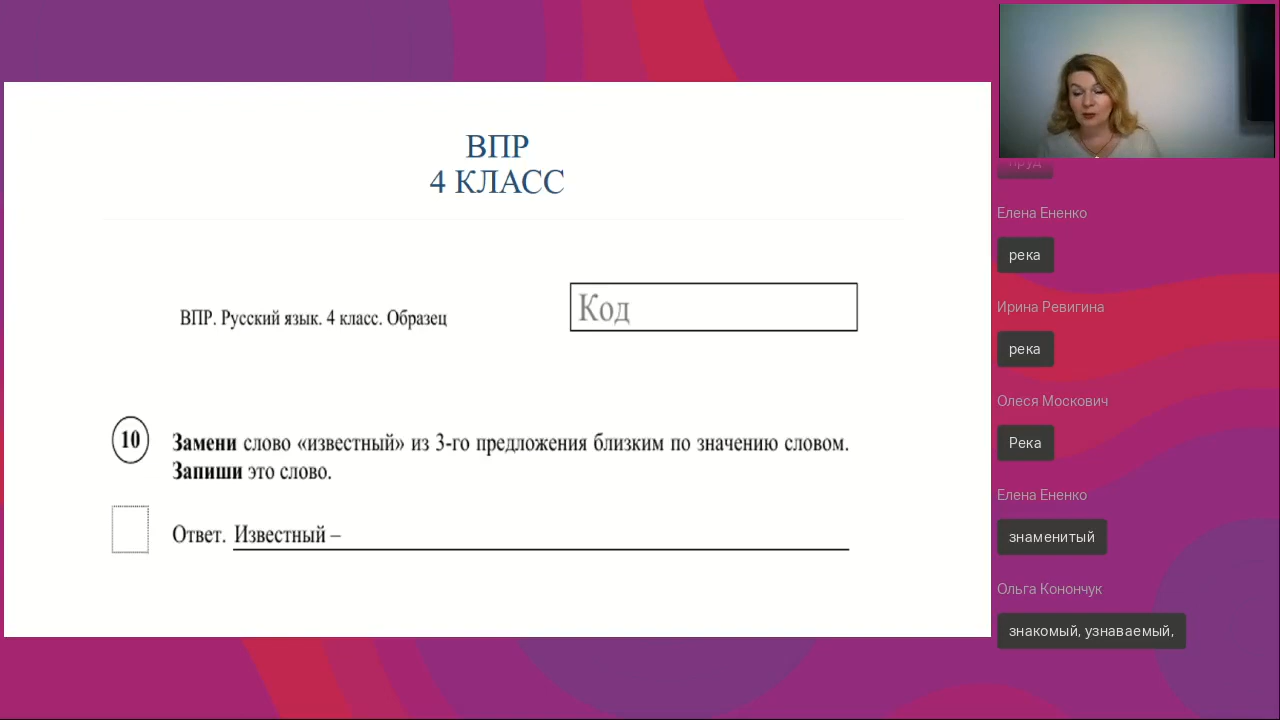 ВПР
4 КЛАСС
ВПР. Русский язык. 4 класс. Образец
Код
10
Замени слово «известный» из 3-го предложения близким по значению словом.
Запиши это слово.
Ответ. Известный –
пруд
Елена Ененко
река
Ирина Ревигина
река
Олеся Москович
Река
Елена Ененко
знаменитый
Ольга Конончук
знакомый, узнаваемый,